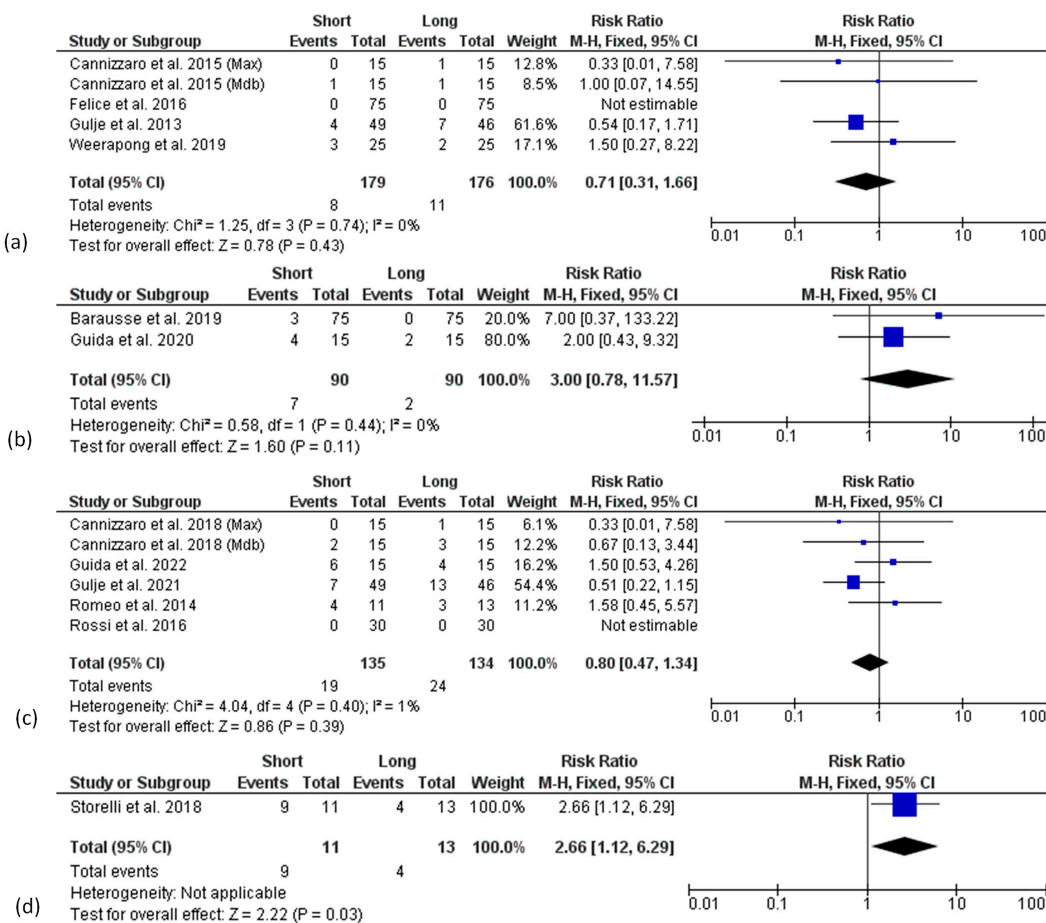 Short Long Risk Ratio Risk Ratio
Study or Subgroup Events Total Events Total Weight M-H, Fixed, 95% CI M-H, Fixed, 95% CI
Cannizzaro et al. 2015 (Max) 0 15 1 15 12.8% 0.33 [0.01, 7.58]
Cannizzaro et al. 2015 (Mdb) 1 15 1 15 8.5% 1.00 [0.07, 14.55]
Felice et al. 2016 0 75 0 75 Not estimable
Gulje et al. 2013 4 49 7 46 61.6% 0.54 [0.17, 1.71]
Weerapong et al. 2019 3 25 2 25 17.1% 1.50 [0.27, 8.22]
Total (95% CI) 179 176 100.0% 0.71 [0.31, 1.66]
Total events 8 11
Heterogeneity: Chi² = 1.25, df = 3 (P = 0.74); I² = 0%
Test for overall effect: Z = 0.78 (P = 0.43)
0.01 0.1 1 10 100
(a)
Short Long Risk Ratio Risk Ratio
Study or Subgroup Events Total Events Total Weight M-H, Fixed, 95% CI M-H, Fixed, 95% CI
Barausse et al. 2019 3 75 0 75 20.0% 7.00 [0.37, 133.22]
Guida et al. 2020 4 15 2 15 80.0% 2.00 [0.43, 9.32]
Total (95% CI) 90 90 100.0% 3.00 [0.78, 11.57]
Total events 7 2
Heterogeneity: Chi² = 0.58, df = 1 (P = 0.44); I² = 0%
Test for overall effect: Z = 1.60 (P = 0.11)
0.01 0.1 1 10 100
(b)
Short Long Risk Ratio Risk Ratio
Study or Subgroup Events Total Events Total Weight M-H, Fixed, 95% CI M-H, Fixed, 95% CI
Cannizzaro et al. 2018 (Max) 0 15 1 15 6.1% 0.33 [0.01, 7.58]
Cannizzaro et al. 2018 (Mdb) 2 15 3 15 12.2% 0.67 [0.13, 3.44]
Guida et al. 2022 6 15 4 15 16.2% 1.50 [0.53, 4.26]
Gulje et al. 2021 7 49 13 46 54.4% 0.51 [0.22, 1.15]
Romeo et al. 2014 4 11 3 13 11.2% 1.58 [0.45, 5.57]
Rossi et al. 2016 0 30 0 30 Not estimable
Total (95% CI) 135 134 100.0% 0.80 [0.47, 1.34]
Total events 19 24
Heterogeneity: Chi² = 4.04, df = 4 (P = 0.40); I² = 1%
Test for overall effect: Z = 0.86 (P = 0.39)
0.01 0.1 1 10 100
(c)
Short Long Risk Ratio Risk Ratio
Study or Subgroup Events Total Events Total Weight M-H, Fixed, 95% CI M-H, Fixed, 95% CI
Storelli et al. 2018 9 11 4 13 100.0% 2.66 [1.12, 6.29]
Total (95% CI) 11 13 100.0% 2.66 [1.12, 6.29]
Total events 9 4
Heterogeneity: Not applicable
Test for overall effect: Z = 2.22 (P = 0.03)
0.01 0.1 1 10 100
(d)